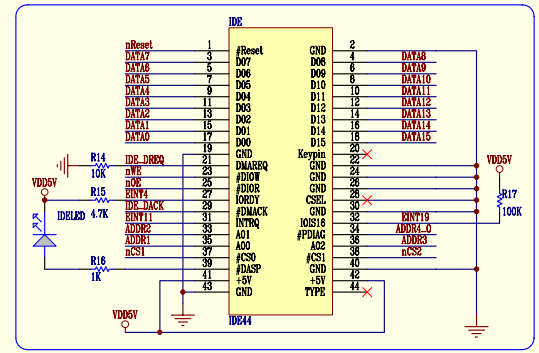 IDE
nReset 1 #Reset GND 2
DATA7 3 D07 D08 4 DATA8
DATA6 5 D06 D09 6 DATA9
DATA5 7 D05 D10 8 DATA10
DATA4 9 D04 D11 10 DATA11
DATA3 11 D03 D12 12 DATA12
DATA2 13 D02 D13 14 DATA13
DATA1 15 D01 D14 16 DATA14
DATA0 17 D00 D15 18 DATA15
19 GND Keypin 20
R14 10K IDE_DREQ 21 DMAREQ GND 22 VDD5V
nWE 23 #DIOW GND 24
nOE 25 #DIOR GND 26
VDD5V R15 4.7K EINT4 27 IORDY CSEL 28 R17 100K
IDE_DACK 29 #DMACK GND 30
IDELED EINT11 31 INTRQ IOIS16 32 EINT19
ADDR2 33 A01 #PDIAG 34 ADDR4_0
ADDR1 35 A00 A02 36 ADDR3
nCS1 37 #CS0 #CS1 38 nCS2
R16 1K 39 #DASP GND 40
41 +5V +5V 42
43 GND TYPE 44
VDD5V
IDE44